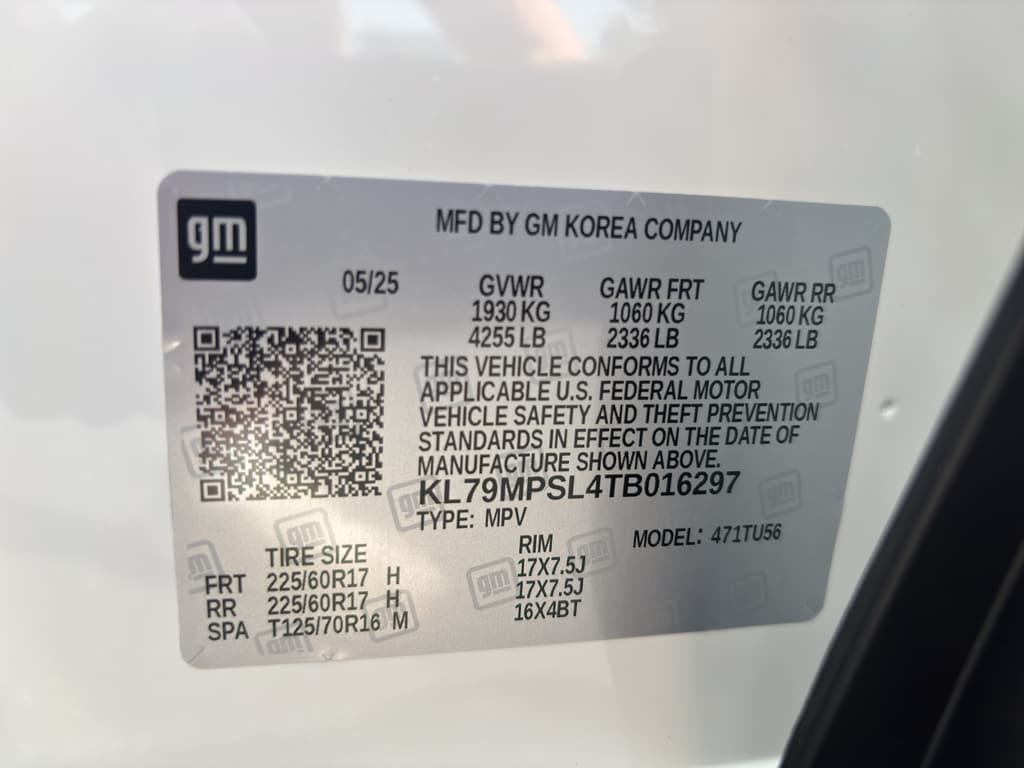 gm
MFD BY GM KOREA COMPANY
05/25 GVWR GAWR FRT GAWR RR
1930 KG 1060 KG 1060 KG
4255 LB 2336 LB 2336 LB
THIS VEHICLE CONFORMS TO ALL
APPLICABLE U.S. FEDERAL MOTOR
VEHICLE SAFETY AND THEFT PREVENTION
STANDARDS IN EFFECT ON THE DATE OF
MANUFACTURE SHOWN ABOVE.
KL79MPSL4TB016297
TYPE: MPV MODEL: 471TU56
TIRE SIZE RIM
FRT 225/60R17 H 17X7.5J
RR 225/60R17 H 17X7.5J
SPA T125/70R16 M 16X4BT